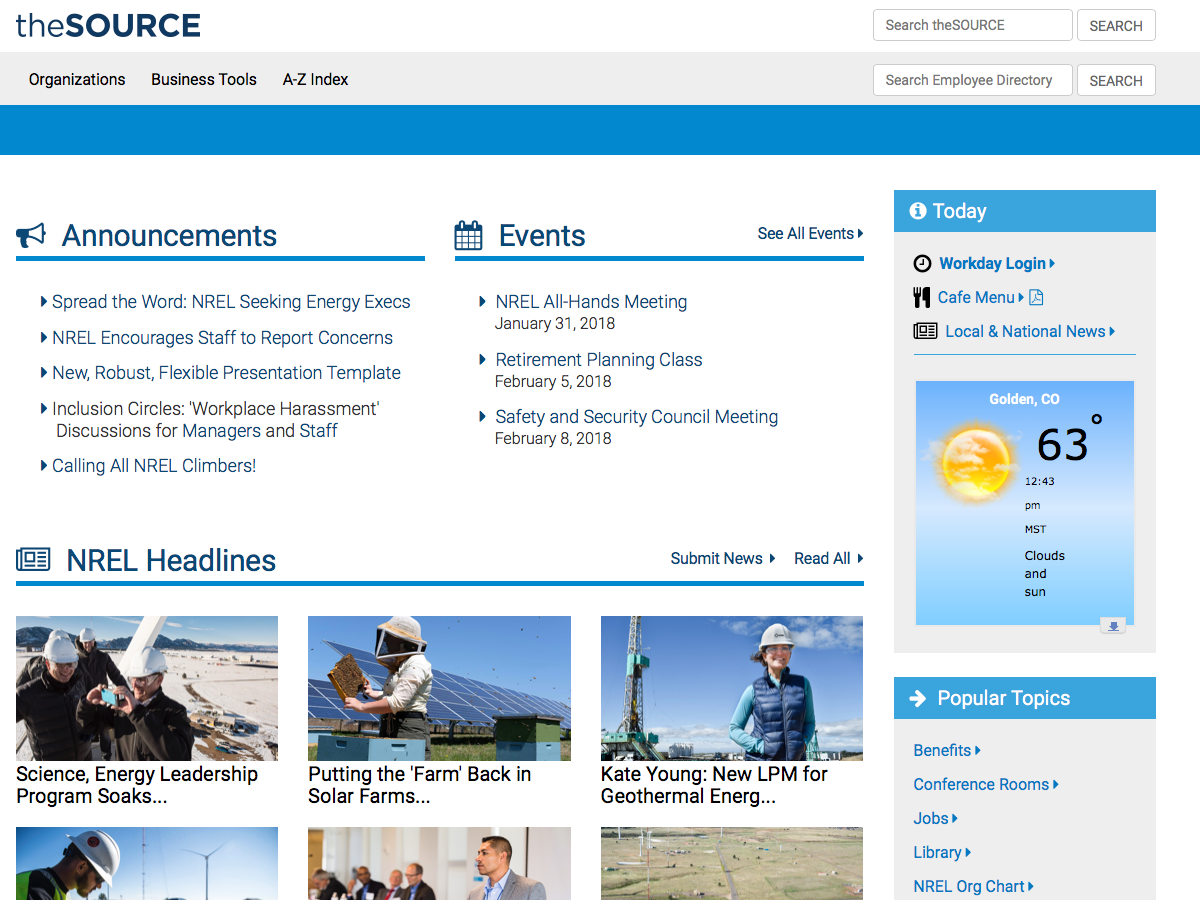 theSOURCE
Search theSOURCE
SEARCH
Organizations
Business Tools
A-Z Index
Search Employee Directory
SEARCH
Announcements
Spread the Word: NREL Seeking Energy Execs
NREL Encourages Staff to Report Concerns
New, Robust, Flexible Presentation Template
Inclusion Circles: 'Workplace Harassment'
Discussions for Managers and Staff
Calling All NREL Climbers!
Events
See All Events
NREL All-Hands Meeting
January 31, 2018
Retirement Planning Class
February 5, 2018
Safety and Security Council Meeting
February 8, 2018
NREL Headlines
Submit News
Read All
Science, Energy Leadership
Program Soaks...
Putting the 'Farm' Back in
Solar Farms...
Kate Young: New LPM for
Geothermal Energ...
Today
Workday Login
Cafe Menu
Local & National News
Golden, CO
63°
12:43
pm
MST
Clouds
and
sun
Popular Topics
Benefits
Conference Rooms
Jobs
Library
NREL Org Chart